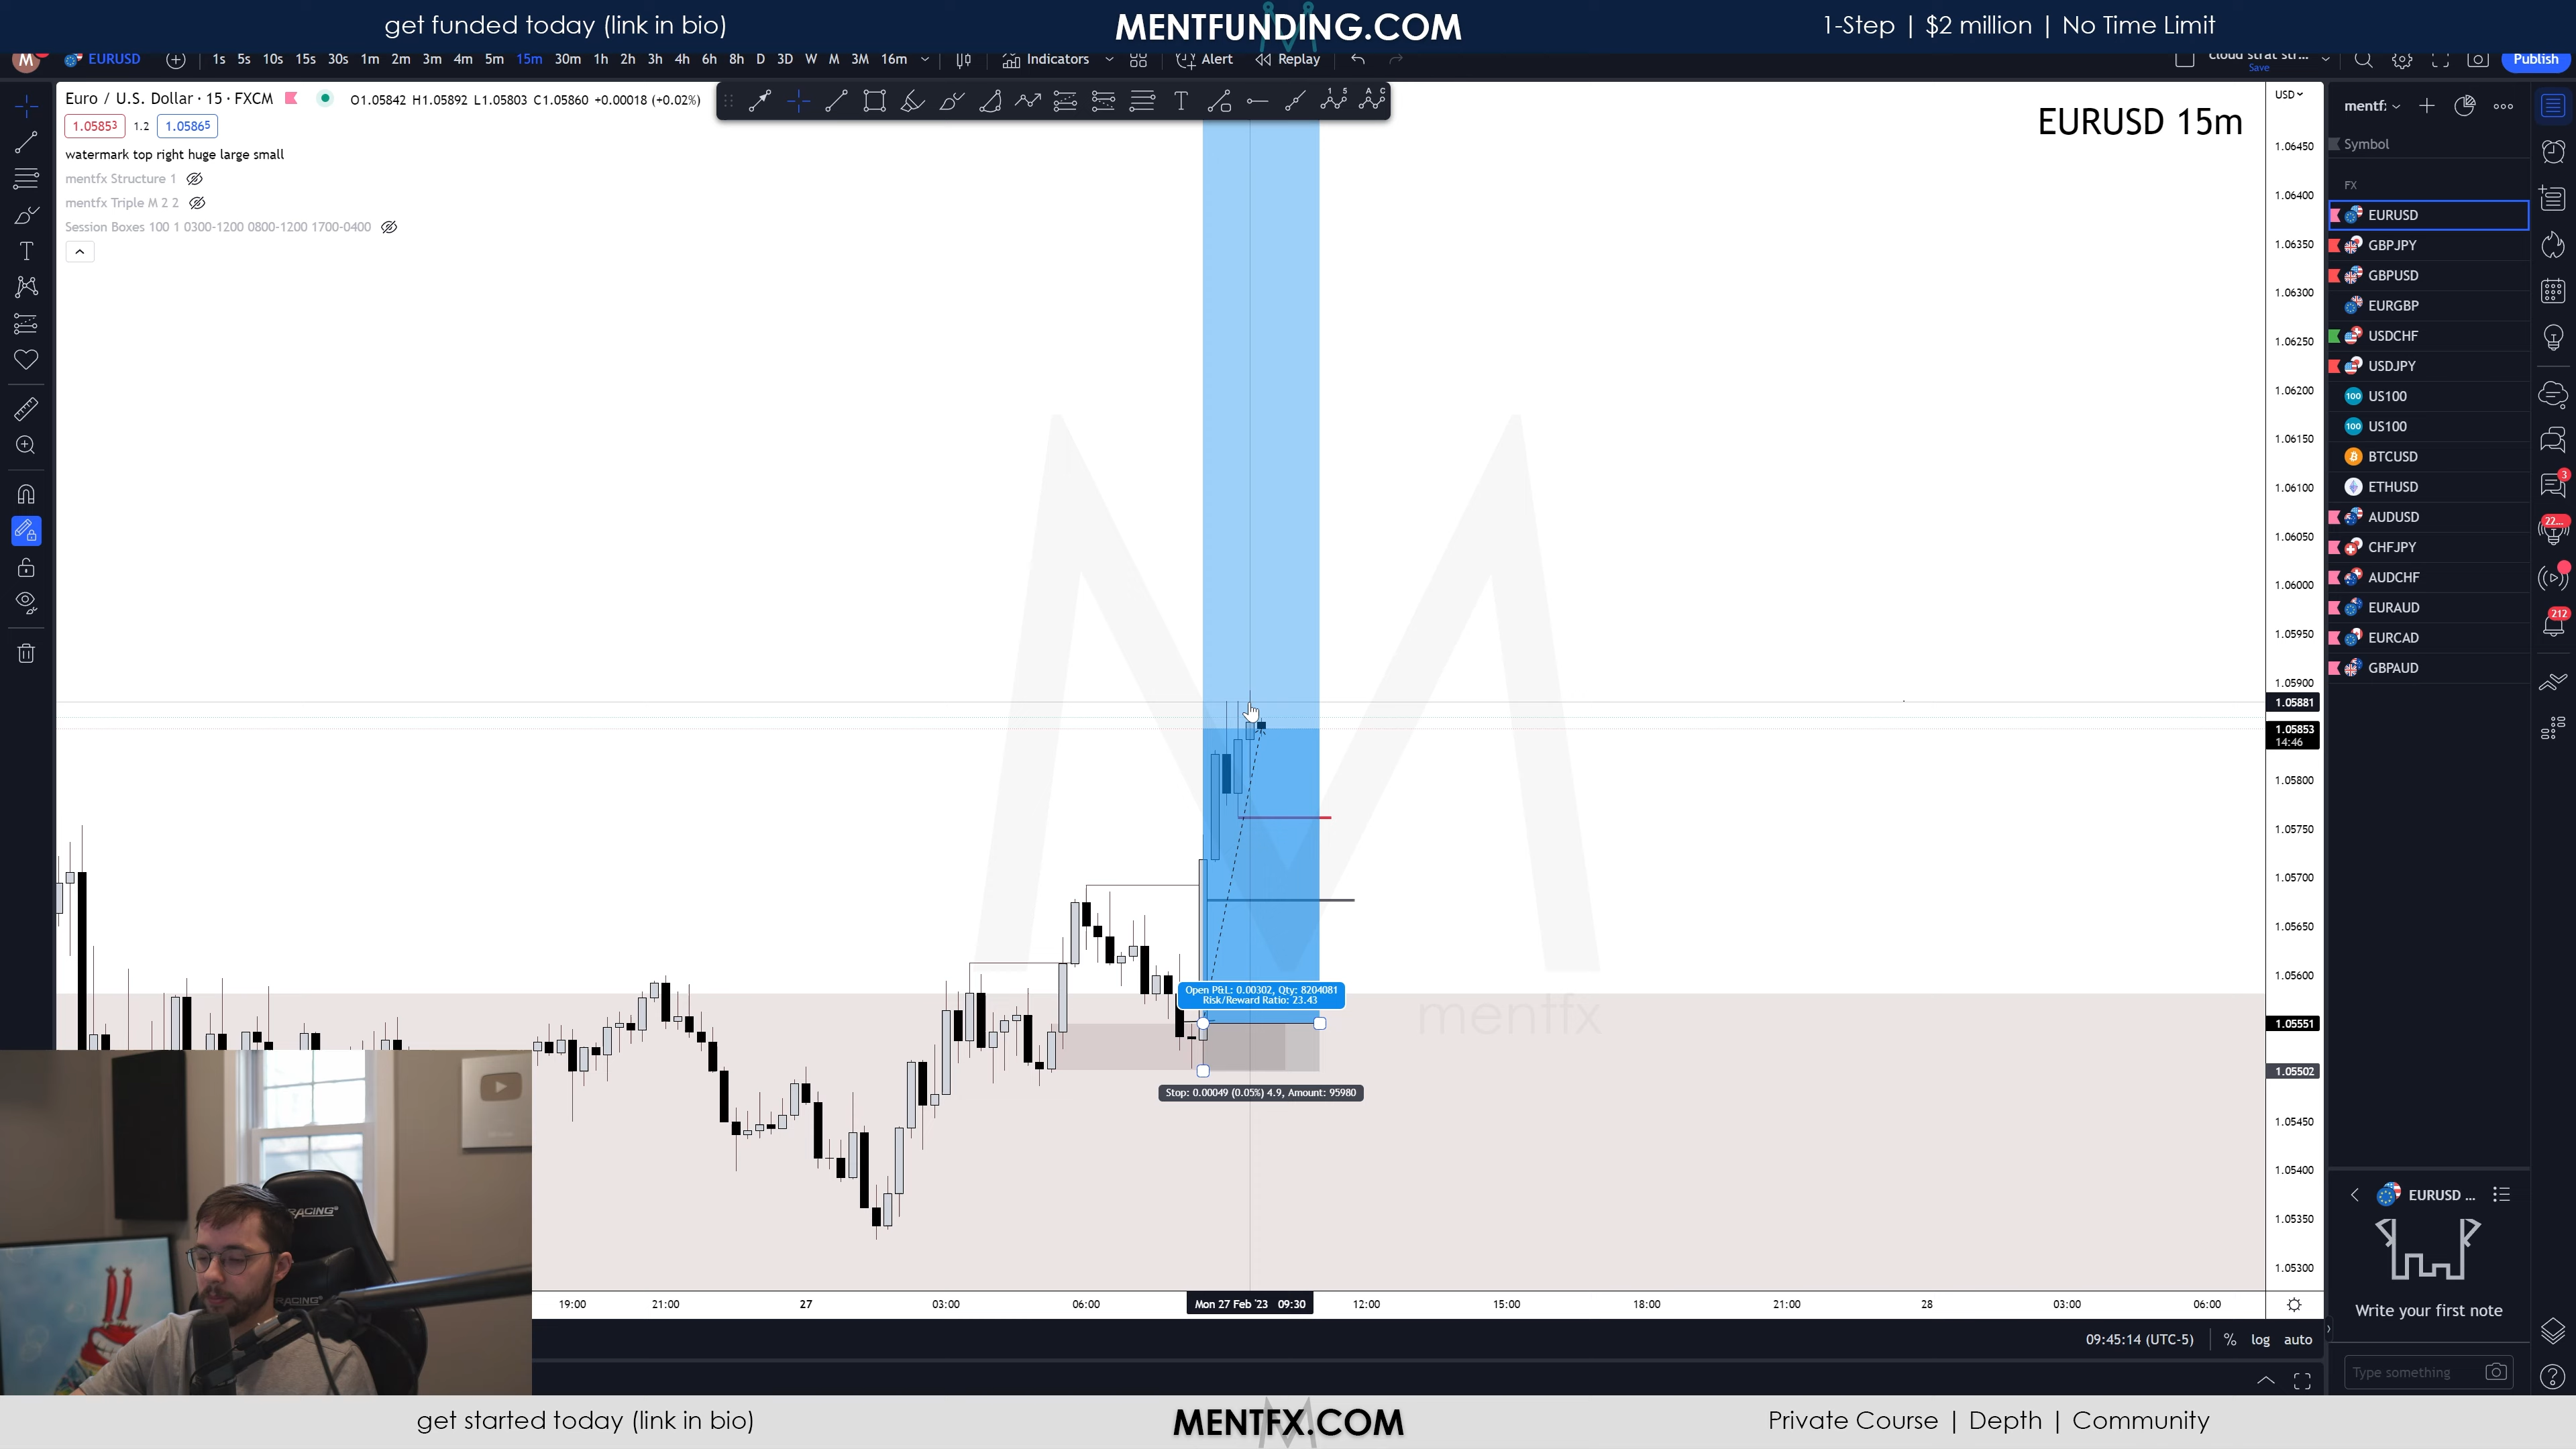 get funded today (link in bio)
MENTFUNDING.COM
1-Step | $2 million | No Time Limit
M
EURUSD
1s 5s 10s 15s 30s 1m 2m 3m 4m 5m 15m 30m 1h 2h 3h 4h 6h 8h D 3D W M 3M 16m
Indicators
Alert
Replay
Save
Publish
Euro / U.S. Dollar · 15 · FXCM
O1.05842 H1.05892 L1.05803 C1.05860 +0.00018 (+0.02%)
1.05853 1.2 1.05865
watermark top right huge large small
mentfx Structure 1
mentfx Triple M 2 2
Session Boxes 100 1 0300-1200 0800-1200 1700-0400
EURUSD 15m
USD
1.06450
1.06400
1.06350
1.06300
1.06250
1.06200
1.06150
1.06100
1.06050
1.06000
1.05950
1.05900
1.05881
1.05853
14:46
1.05800
1.05750
1.05700
1.05650
1.05600
1.05551
1.05502
1.05450
1.05400
1.05350
1.05300
Open P&L: 0.00302, Qty: 8204081
Risk/Reward Ratio: 23.43
Stop: 0.00049 (0.05%) 4.9, Amount: 95980
mentfx
19:00 21:00 27 03:00 06:00 Mon 27 Feb '23 09:30 12:00 15:00 18:00 21:00 28 03:00 06:00
09:45:14 (UTC-5) % log auto
Symbol
FX
EURUSD
GBPJPY
GBPUSD
EURGBP
USDCHF
USDJPY
US100
US100
BTCUSD
ETHUSD
AUDUSD
CHFJPY
AUDCHF
EURAUD
EURCAD
GBPAUD
3
22...
212
EURUSD ...
Write your first note
Type something
RACING
RACING
get started today (link in bio)
MENTFX.COM
Private Course | Depth | Community